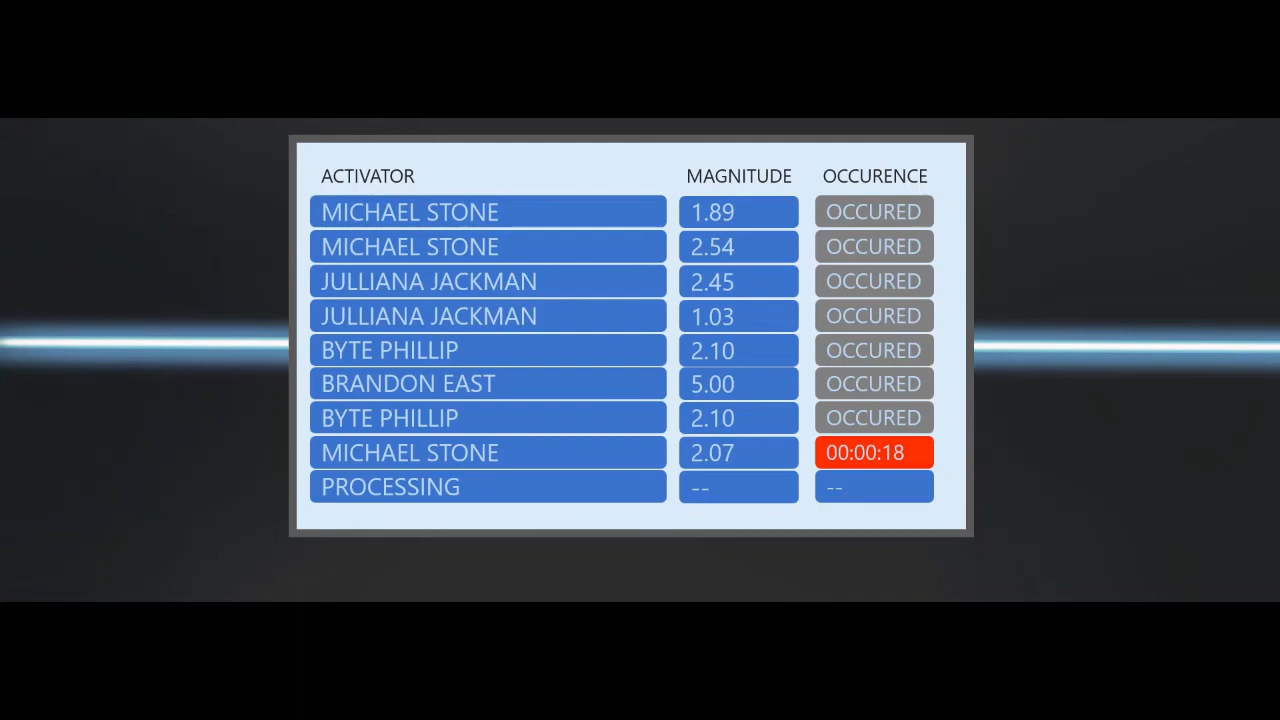 ACTIVATOR MAGNITUDE OCCURENCE
MICHAEL STONE 1.89 OCCURED
MICHAEL STONE 2.54 OCCURED
JULLIANA JACKMAN 2.45 OCCURED
JULLIANA JACKMAN 1.03 OCCURED
BYTE PHILLIP 2.10 OCCURED
BRANDON EAST 5.00 OCCURED
BYTE PHILLIP 2.10 OCCURED
MICHAEL STONE 2.07 00:00:18
PROCESSING -- --